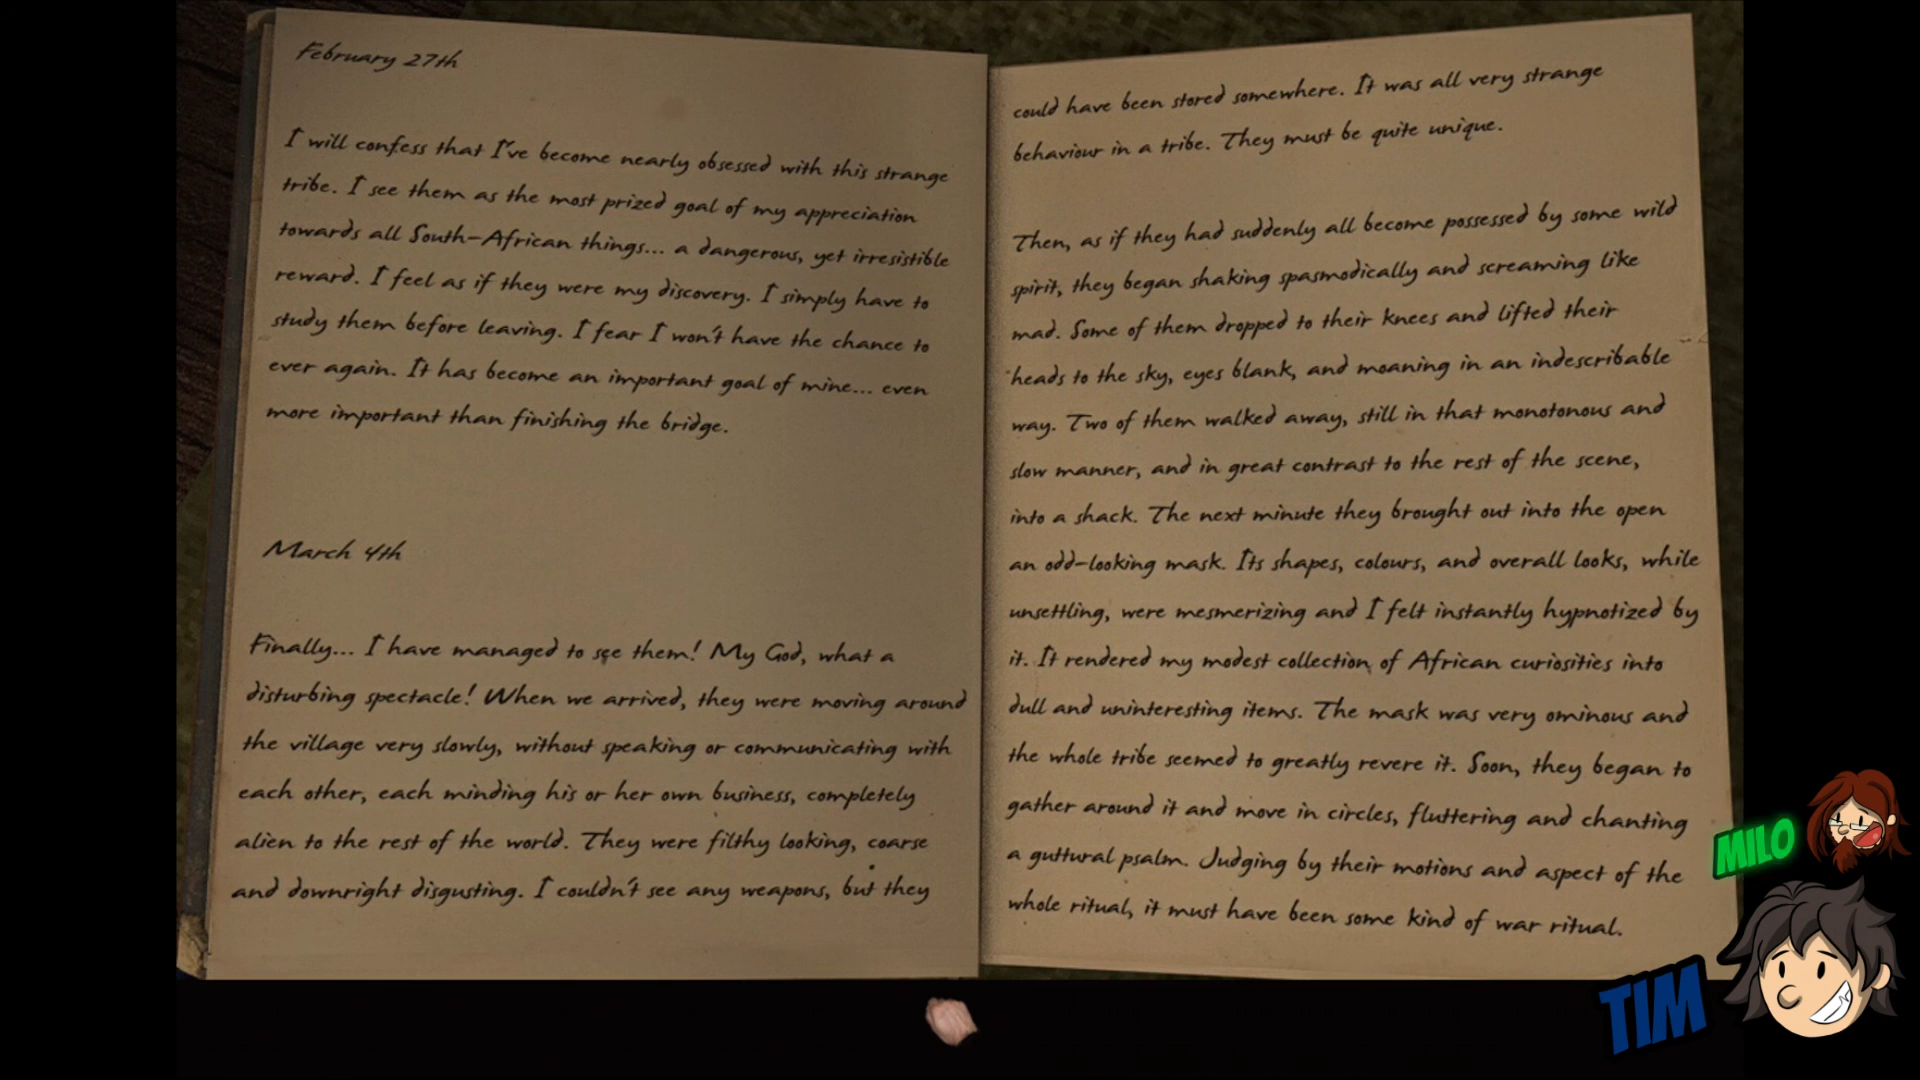 February 27th
I will confess that I've become nearly obsessed with this strange
tribe. I see them as the most prized goal of my appreciation
towards all South-African things... a dangerous, yet irresistible
reward. I feel as if they were my discovery. I simply have to
study them before leaving. I fear I won't have the chance to
ever again. It has become an important goal of mine... even
more important than finishing the bridge.
March 4th
Finally... I have managed to see them! My God, what a
disturbing spectacle! When we arrived, they were moving around
the village very slowly, without speaking or communicating with
each other, each minding his or her own business, completely
alien to the rest of the world. They were filthy looking, coarse
and downright disgusting. I couldn't see any weapons, but they
could have been stored somewhere. It was all very strange
behaviour in a tribe. They must be quite unique.
Then, as if they had suddenly all become possessed by some wild
spirit, they began shaking spasmodically and screaming like
mad. Some of them dropped to their knees and lifted their
heads to the sky, eyes blank, and moaning in an indescribable
way. Two of them walked away, still in that monotonous and
slow manner, and in great contrast to the rest of the scene,
into a shack. The next minute they brought out into the open
an odd-looking mask. Its shapes, colours, and overall looks, while
unsettling, were mesmerizing and I felt instantly hypnotized by
it. It rendered my modest collection of African curiosities into
dull and uninteresting items. The mask was very ominous and
the whole tribe seemed to greatly revere it. Soon, they began to
gather around it and move in circles, fluttering and chanting
a guttural psalm. Judging by their motions and aspect of the
whole ritual, it must have been some kind of war ritual.
MILO
TIM